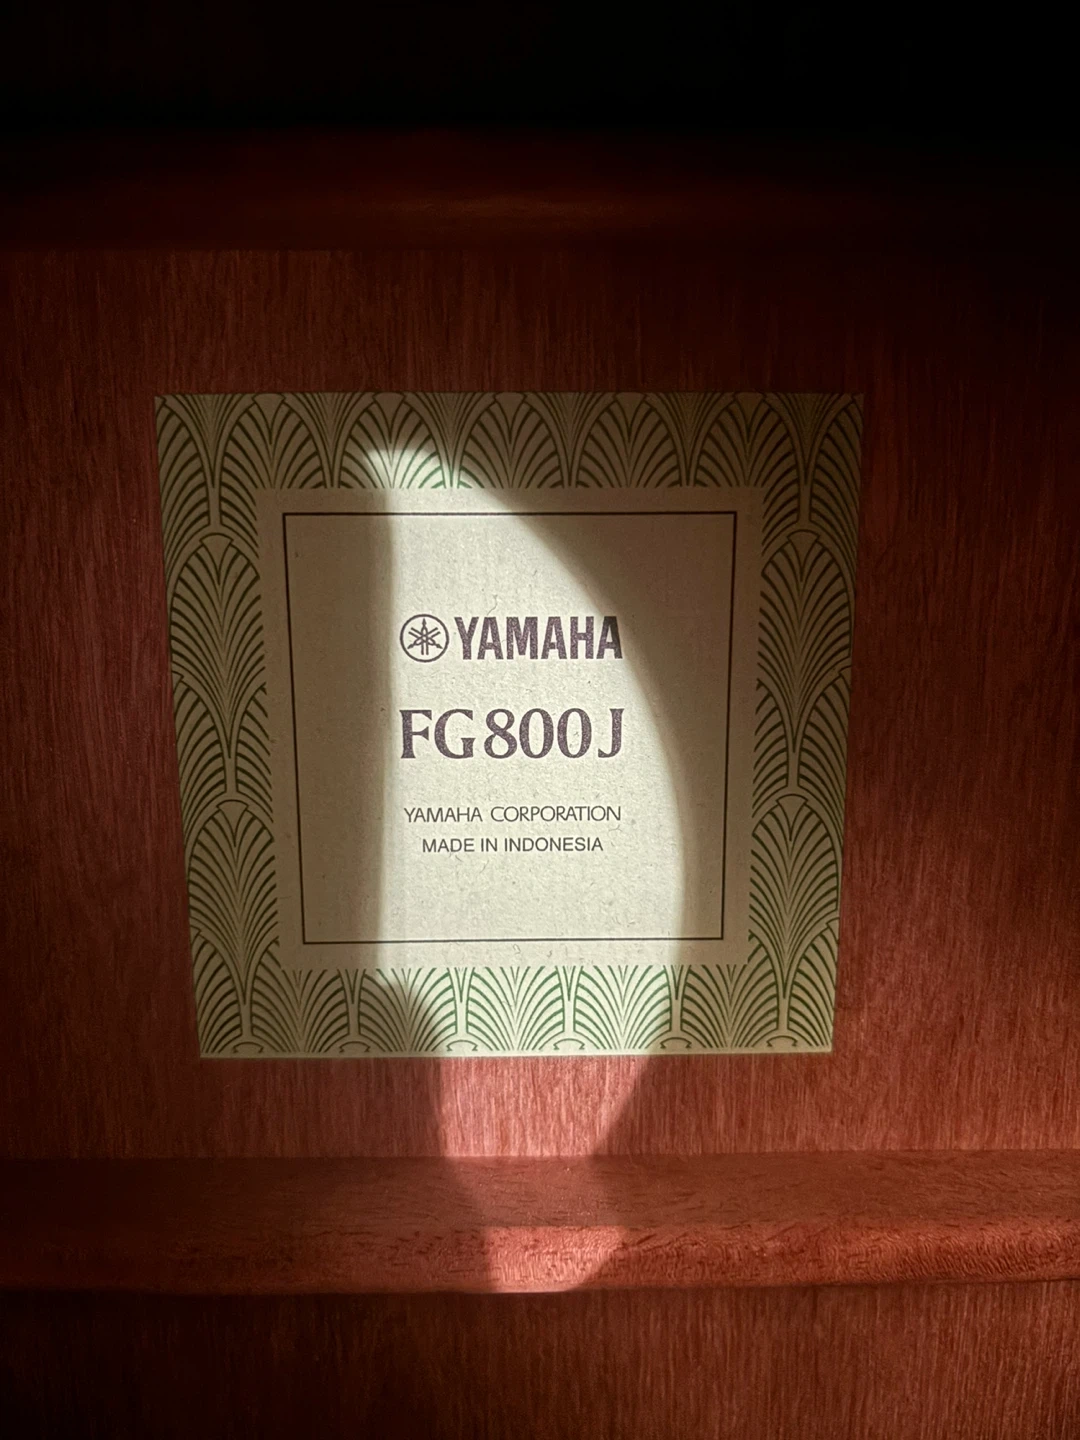 YAMAHA
FG800J
YAMAHA CORPORATION
MADE IN INDONESIA